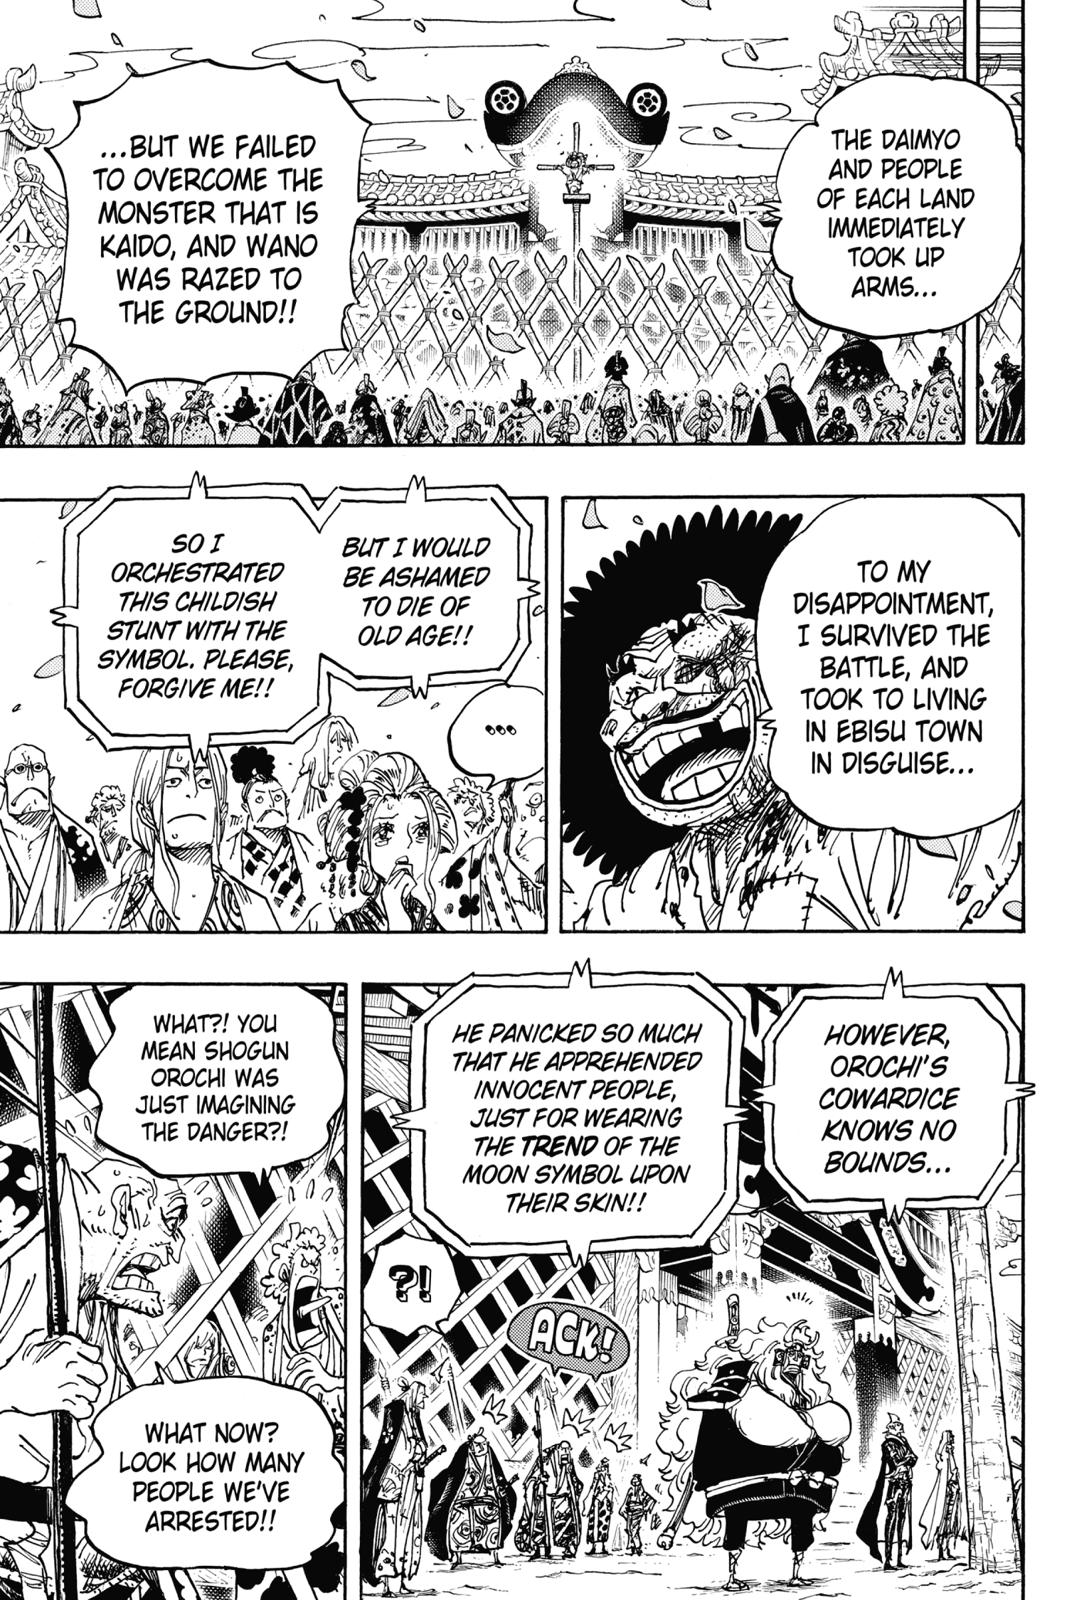 THE DAIMYO
AND PEOPLE
OF EACH LAND
IMMEDIATELY
TOOK UP
ARMS...
...BUT WE FAILED
TO OVERCOME THE
MONSTER THAT IS
KAIDO, AND WANO
WAS RAZED TO
THE GROUND!!
TO MY
DISAPPOINTMENT,
I SURVIVED THE
BATTLE, AND
TOOK TO LIVING
IN EBISU TOWN
IN DISGUISE...
BUT I WOULD
BE ASHAMED
TO DIE OF
OLD AGE!!
SO I
ORCHESTRATED
THIS CHILDISH
STUNT WITH THE
SYMBOL. PLEASE,
FORGIVE ME!!
...
HOWEVER,
OROCHI'S
COWARDICE
KNOWS NO
BOUNDS...
HE PANICKED SO MUCH
THAT HE APPREHENDED
INNOCENT PEOPLE,
JUST FOR WEARING
THE TREND OF THE
MOON SYMBOL UPON
THEIR SKIN!!
?!
ACK!
WHAT?! YOU
MEAN SHOGUN
OROCHI WAS
JUST IMAGINING
THE DANGER?!
WHAT NOW?
LOOK HOW MANY
PEOPLE WE'VE
ARRESTED!!